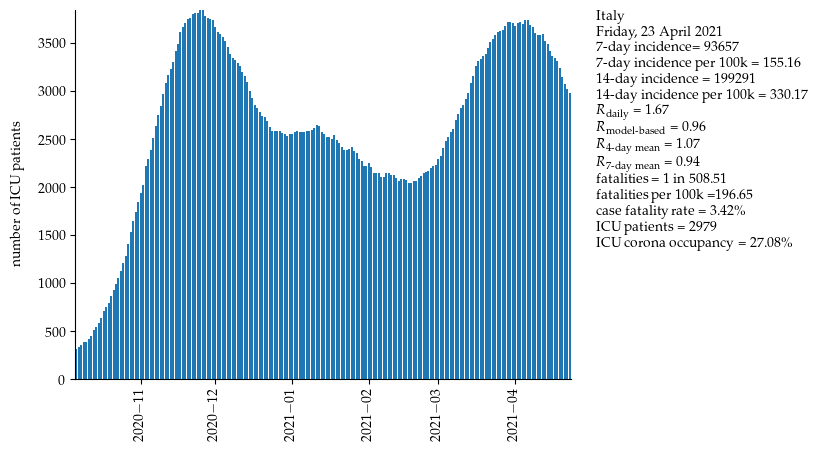 Italy
Friday, 23 April 2021
7-day incidence= 93657
7-day incidence per 100k = 155.16
14-day incidence = 199291
14-day incidence per 100k = 330.17
R_daily = 1.67
R_model-based = 0.96
R_4-day mean = 1.07
R_7-day mean = 0.94
fatalities = 1 in 508.51
fatalities per 100k =196.65
case fatality rate = 3.42%
ICU patients = 2979
ICU corona occupancy = 27.08%
number of ICU patients
3500
3000
2500
2000
1500
1000
500
0
2020−11
2020−12
2021−01
2021−02
2021−03
2021−04